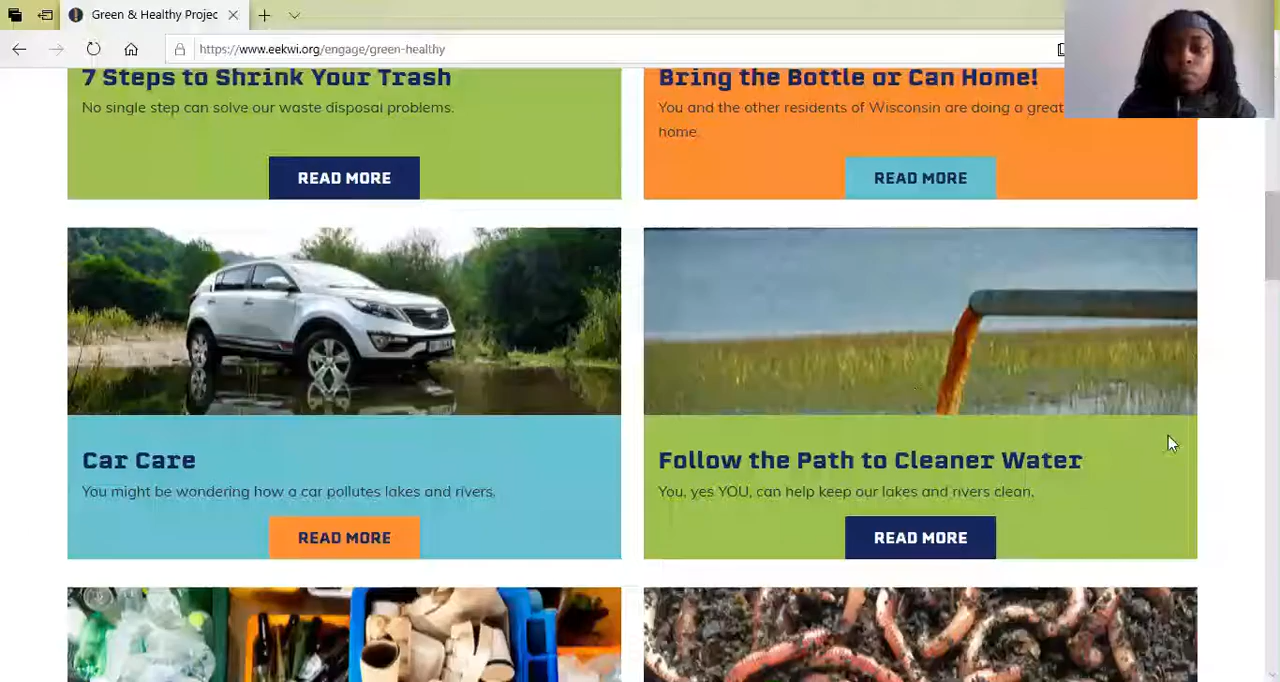 Green & Healthy Projec
https://www.eekwi.org/engage/green-healthy
7 Steps to Shrink Your Trash
No single step can solve our waste disposal problems.
READ MORE
Bring the Bottle or Can Home!
You and the other residents of Wisconsin are doing a great
home.
READ MORE
Car Care
You might be wondering how a car pollutes lakes and rivers.
READ MORE
Follow the Path to Cleaner Water
You, yes YOU, can help keep our lakes and rivers clean.
READ MORE